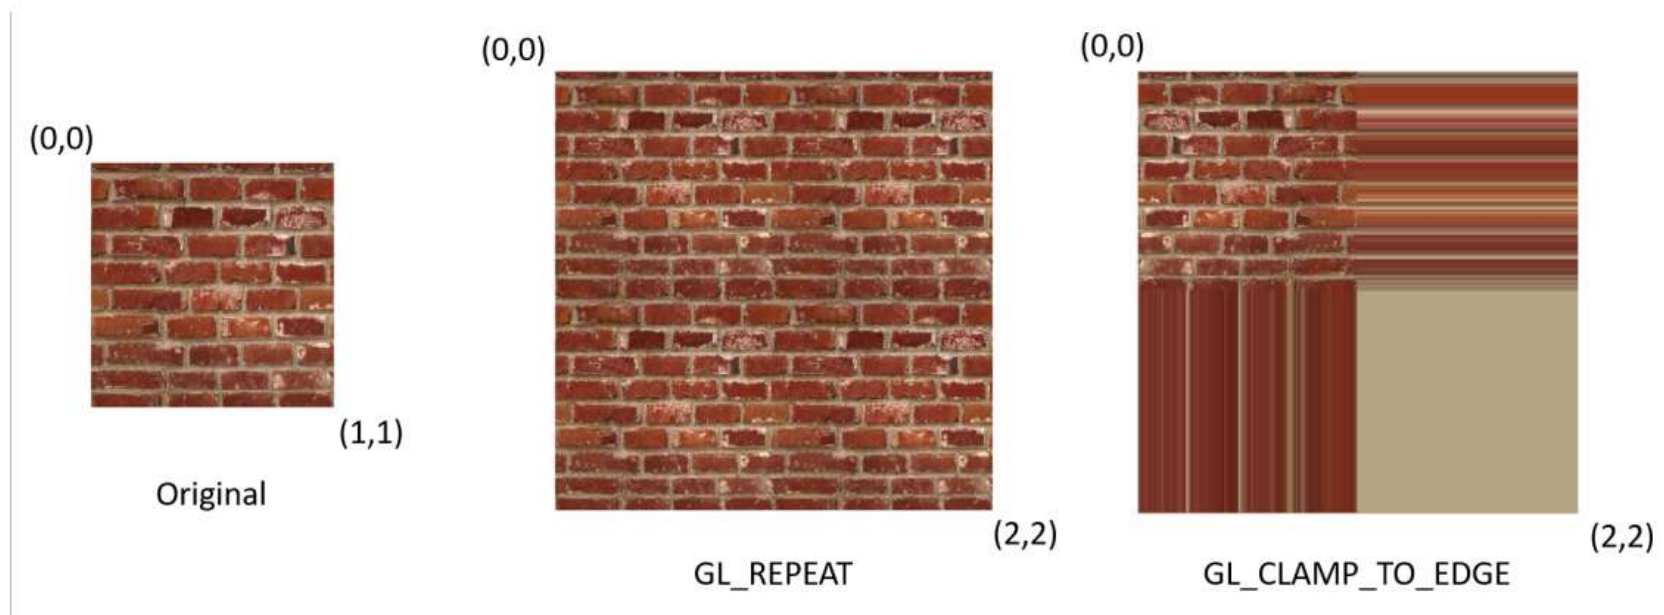 (0,0)
(1,1)
Original
(0,0)
(2,2)
GL_REPEAT
(0,0)
(2,2)
GL_CLAMP_TO_EDGE